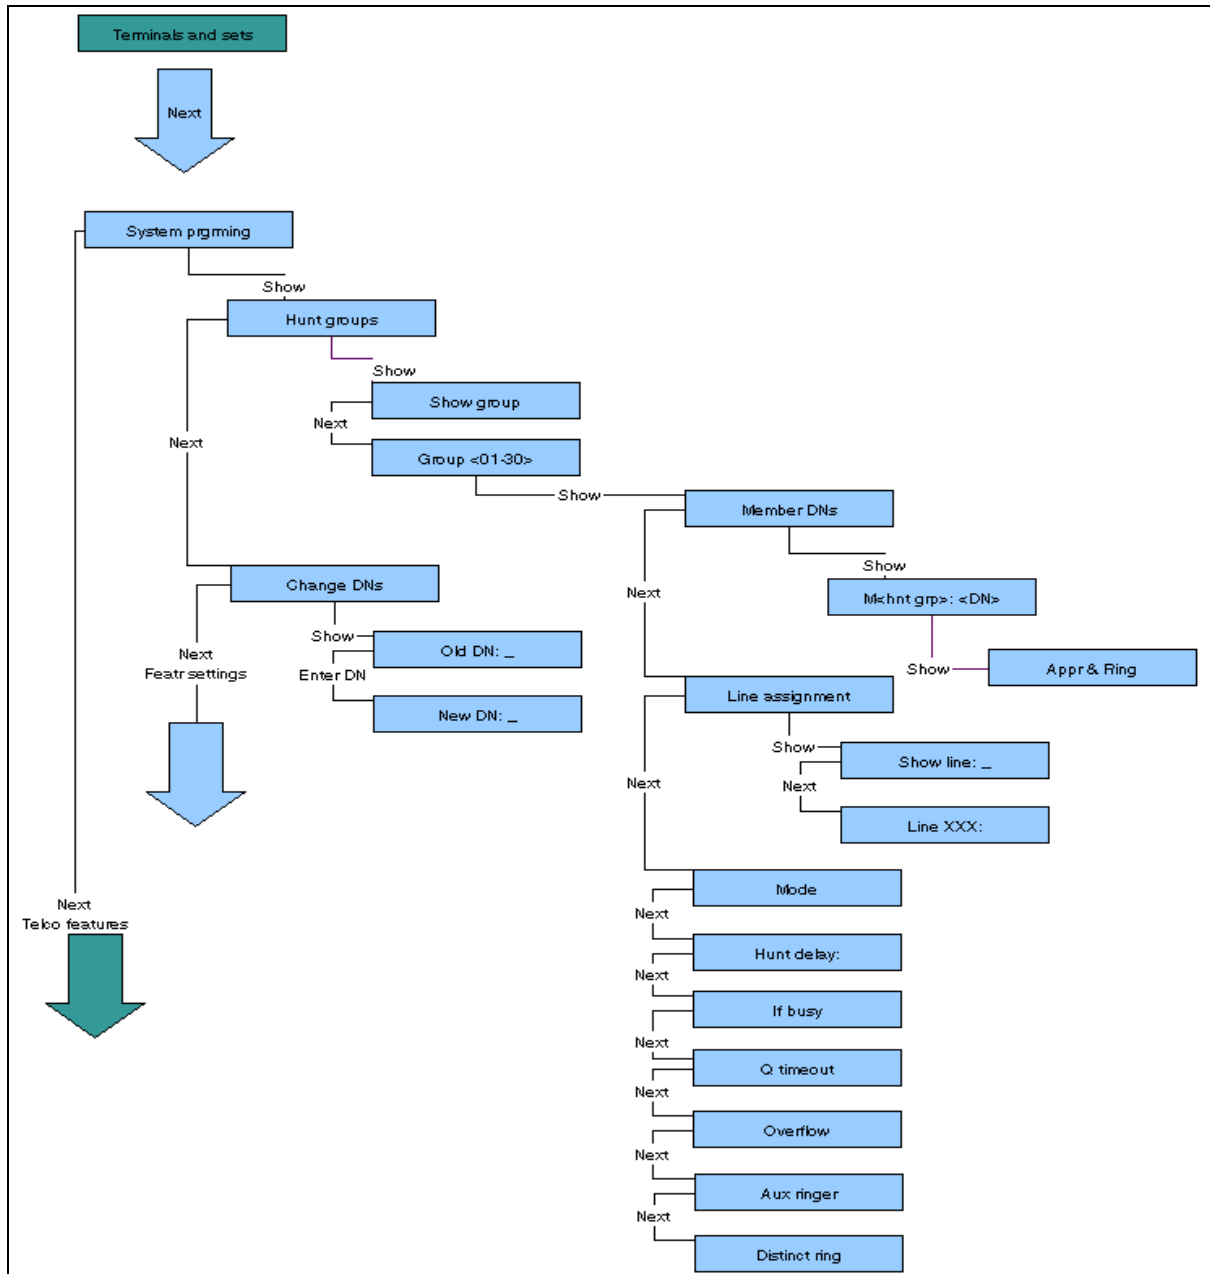 Terminals and sets
Next
System prgrming
Show
Hunt groups
Show
Show group
Next
Next
Group <01-30>
Show
Member DNs
Show
Change DNs
Next
M<hnt grp>: <DN>
Show
Old DN: _
Next
Featr settings
Enter DN
Show
Appr & Ring
Line assignment
New DN: _
Show
Show line: _
Next
Next
Line XXX:
Mode
Next
Telco features
Next
Hunt delay:
Next
If busy
Next
Q timeout
Next
Overflow
Next
Aux ringer
Next
Distinct ring